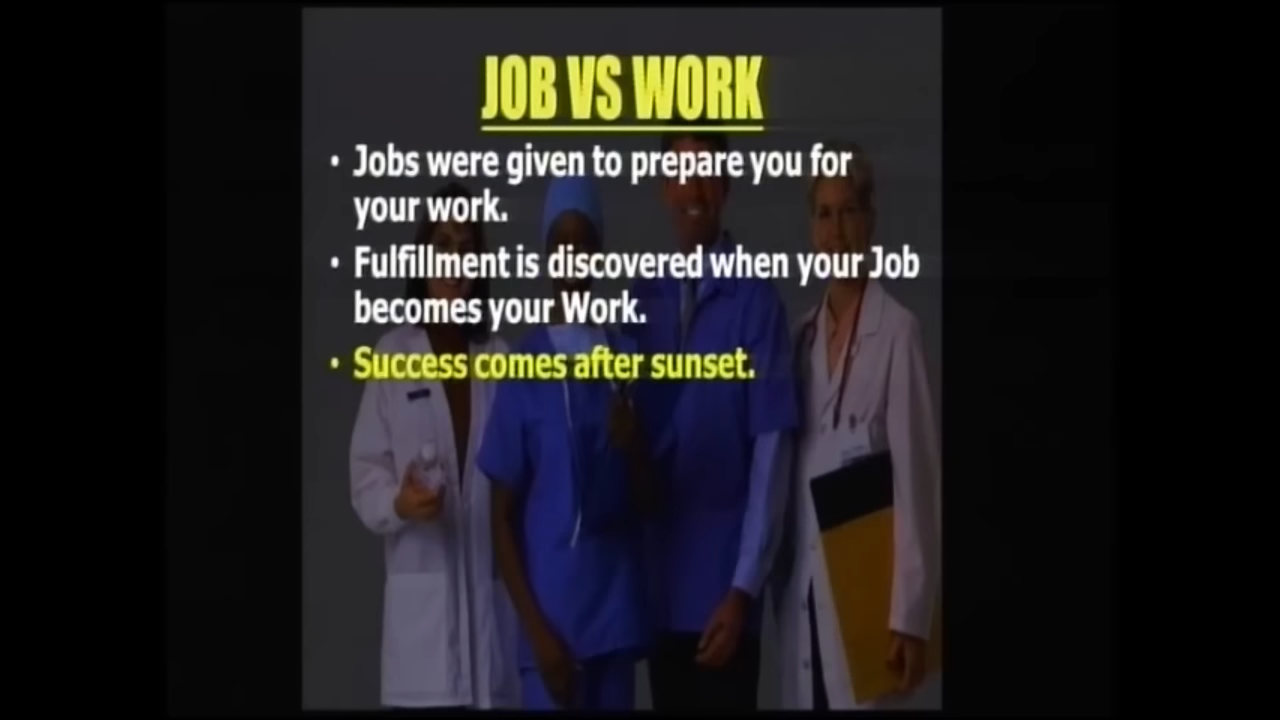 JOB VS WORK
• Jobs were given to prepare you for
your work.
• Fulfillment is discovered when your Job
becomes your Work.
• Success comes after sunset.